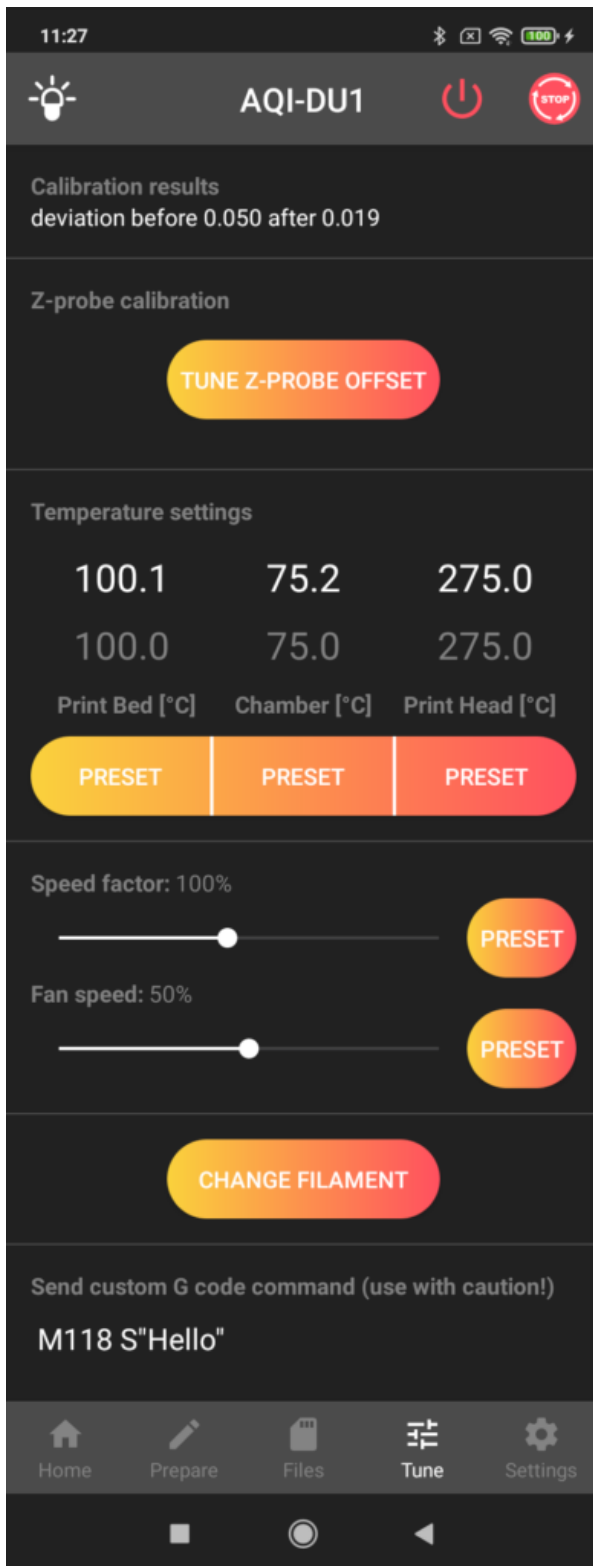 11:27
100
AQI-DU1
STOP
Calibration results
deviation before 0.050 after 0.019
Z-probe calibration
TUNE Z-PROBE OFFSET
Temperature settings
100.1 75.2 275.0
100.0 75.0 275.0
Print Bed [°C] Chamber [°C] Print Head [°C]
PRESET PRESET PRESET
Speed factor: 100%
PRESET
Fan speed: 50%
PRESET
CHANGE FILAMENT
Send custom G code command (use with caution!)
M118 S"Hello"
Home Prepare Files Tune Settings